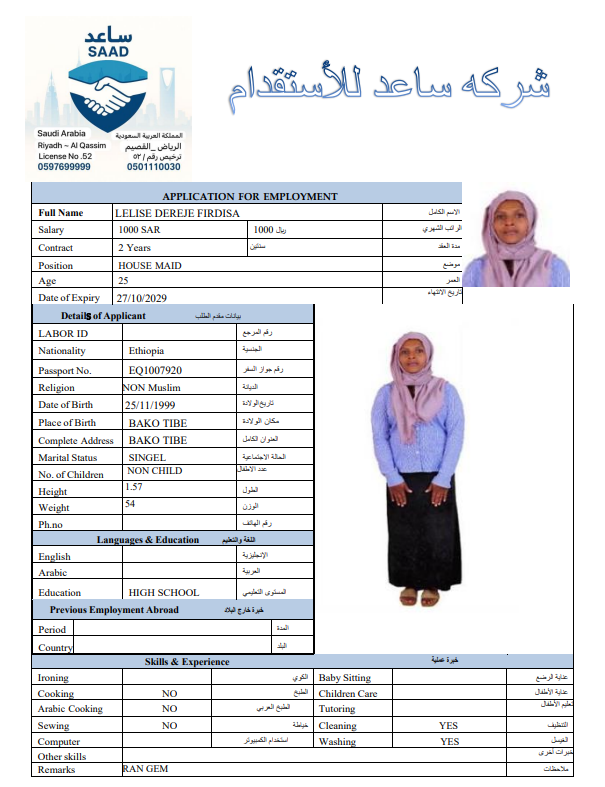 ساعد
SAAD
Saudi Arabia المملكة العربية السعودية
Riyadh ~ Al Qassim الرياض _القصيم
License No .52 ترخيص رقم / ٥٢
0597699999 0501110030
شركه ساعد للأستقدام
APPLICATION FOR EMPLOYMENT
Full Name LELISE DEREJE FIRDISA الاسم الكامل
Salary 1000 SAR 1000 ريال الراتب الشهري
Contract 2 Years سنتين مدة العقد
Position HOUSE MAID موضع
Age 25 العمر
Date of Expiry 27/10/2029 تاريخ الانتهاء
Details of Applicant بيانات مقدم الطلب
LABOR ID رقم المرجع
Nationality Ethiopia الجنسية
Passport No. EQ1007920 رقم جواز السفر
Religion NON Muslim الديانة
Date of Birth 25/11/1999 تاريخ الولادة
Place of Birth BAKO TIBE مكان الولادة
Complete Address BAKO TIBE العنوان الكامل
Marital Status SINGEL الحالة الاجتماعية
No. of Children NON CHILD عدد الاطفال
Height 1.57 الطول
Weight 54 الوزن
Ph.no رقم الهاتف
Languages & Education اللغة والتعليم
English الإنجليزية
Arabic العربية
Education HIGH SCHOOL المستوى التعليمي
Previous Employment Abroad خبرة خارج البلاد
Period المدة
Country البلد
Skills & Experience خبرة عملية
Ironing الكوي Baby Sitting عناية الرضع
Cooking NO الطبخ Children Care عناية الأطفال
Arabic Cooking NO الطبخ العربي Tutoring تعليم الأطفال
Sewing NO خياطة Cleaning YES التنظيف
Computer استخدام الكمبيوتر Washing YES الغسيل
Other skills خبرات أخرى
Remarks RAN GEM ملاحظات